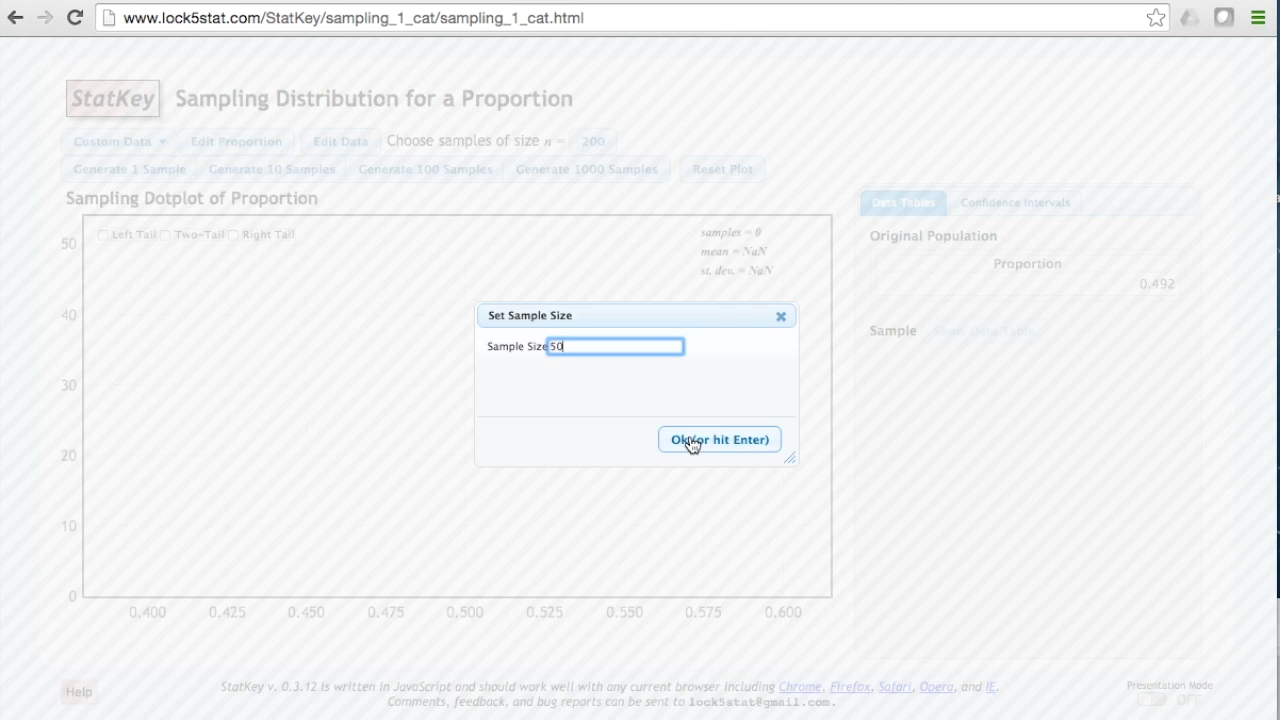 www.lock5stat.com/StatKey/sampling_1_cat/sampling_1_cat.html
StatKey Sampling Distribution for a Proportion
Custom Data Edit Proportion Edit Data Choose samples of size n = 200
Generate 1 Sample Generate 10 Samples Generate 100 Samples Generate 1000 Samples Reset Plot
Sampling Dotplot of Proportion
Data Tables Confidence Intervals
Left Tail Two-Tail Right Tail
samples = 0
mean = NaN
st. dev. = NaN
Original Population
Proportion
0.492
Sample Show Data Table
Set Sample Size
Sample Size 50
Ok (or hit Enter)
50
40
30
20
10
0
0.400 0.425 0.450 0.475 0.500 0.525 0.550 0.575 0.600
Help
StatKey v. 0.3.12 is written in JavaScript and should work well with any current browser including Chrome, Firefox, Safari, Opera, and IE.
Comments, feedback, and bug reports can be sent to lock5stat@gmail.com.
Presentation Mode
OFF